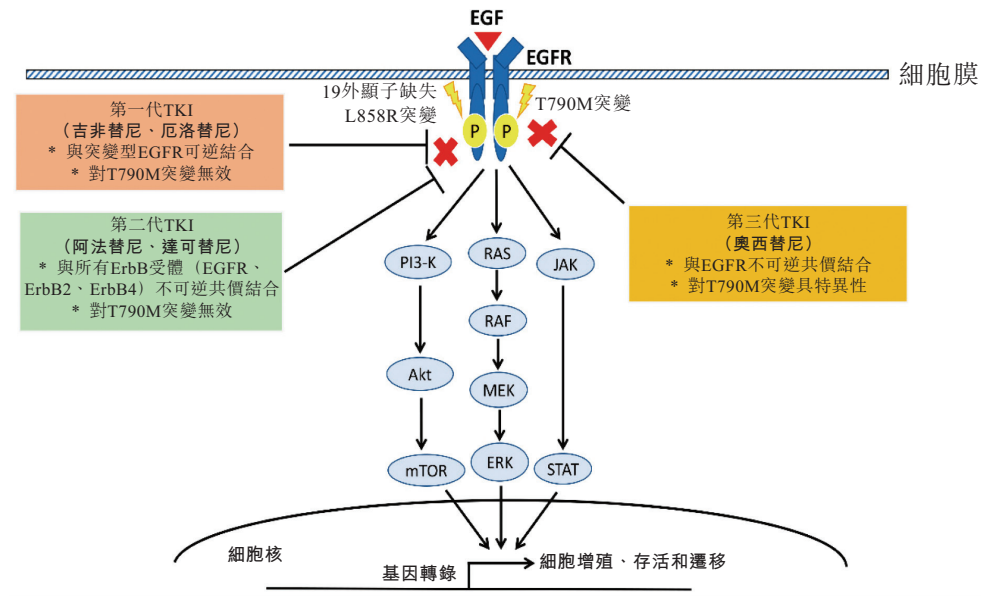 EGF
EGFR
細胞膜
19外顯子缺失
L858R突變
T790M突變
P
P
第一代TKI
（吉非替尼、厄洛替尼）
* 與突變型EGFR可逆結合
* 對T790M突變無效
第二代TKI
（阿法替尼、達可替尼）
* 與所有ErbB受體（EGFR、
ErbB2、ErbB4）不可逆共價結合
* 對T790M突變無效
第三代TKI
（奧西替尼）
* 與EGFR不可逆共價結合
* 對T790M突變具特異性
PI3-K
RAS
JAK
RAF
Akt
MEK
mTOR
ERK
STAT
細胞核
基因轉錄
細胞增殖、存活和遷移